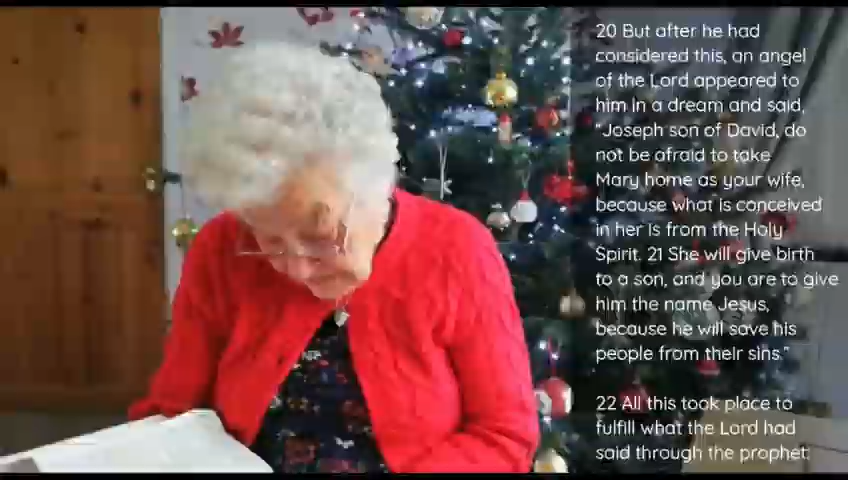 20 But after he had
considered this, an angel
of the Lord appeared to
him in a dream and said,
"Joseph son of David, do
not be afraid to take
Mary home as your wife,
because what is conceived
in her is from the Holy
Spirit. 21 She will give birth
to a son, and you are to give
him the name Jesus,
because he will save his
people from their sins."
22 All this took place to
fulfill what the Lord had
said through the prophet: